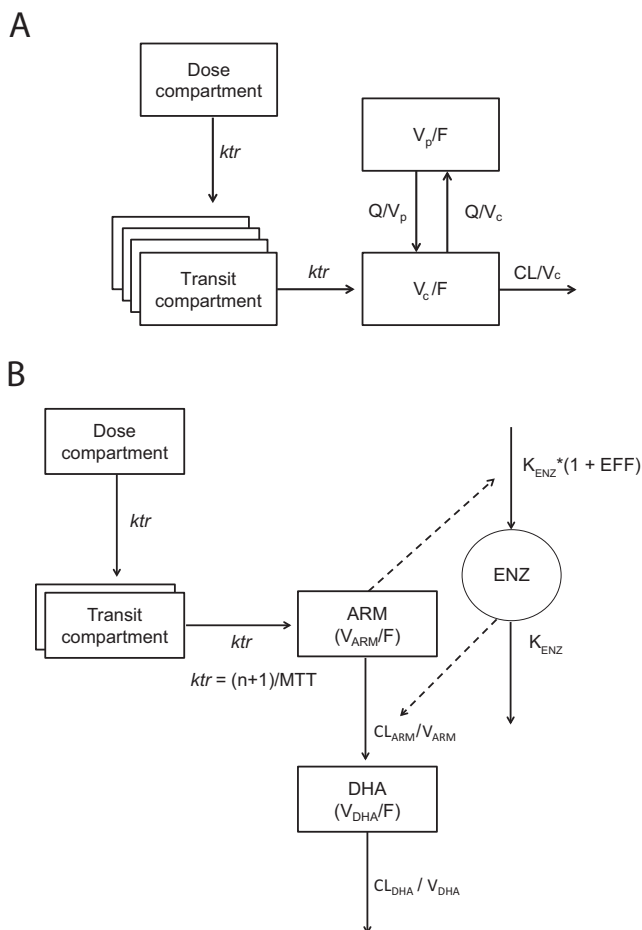 A
Dose
compartment
ktr
V_p/F
Q/V_p
Q/V_c
Transit
compartment
ktr
V_c/F
CL/V_c
B
Dose
compartment
K_ENZ*(1 + EFF)
ktr
ENZ
Transit
compartment
ktr
ARM
(V_ARM/F)
K_ENZ
ktr = (n+1)/MTT
CL_ARM/V_ARM
DHA
(V_DHA/F)
CL_DHA / V_DHA